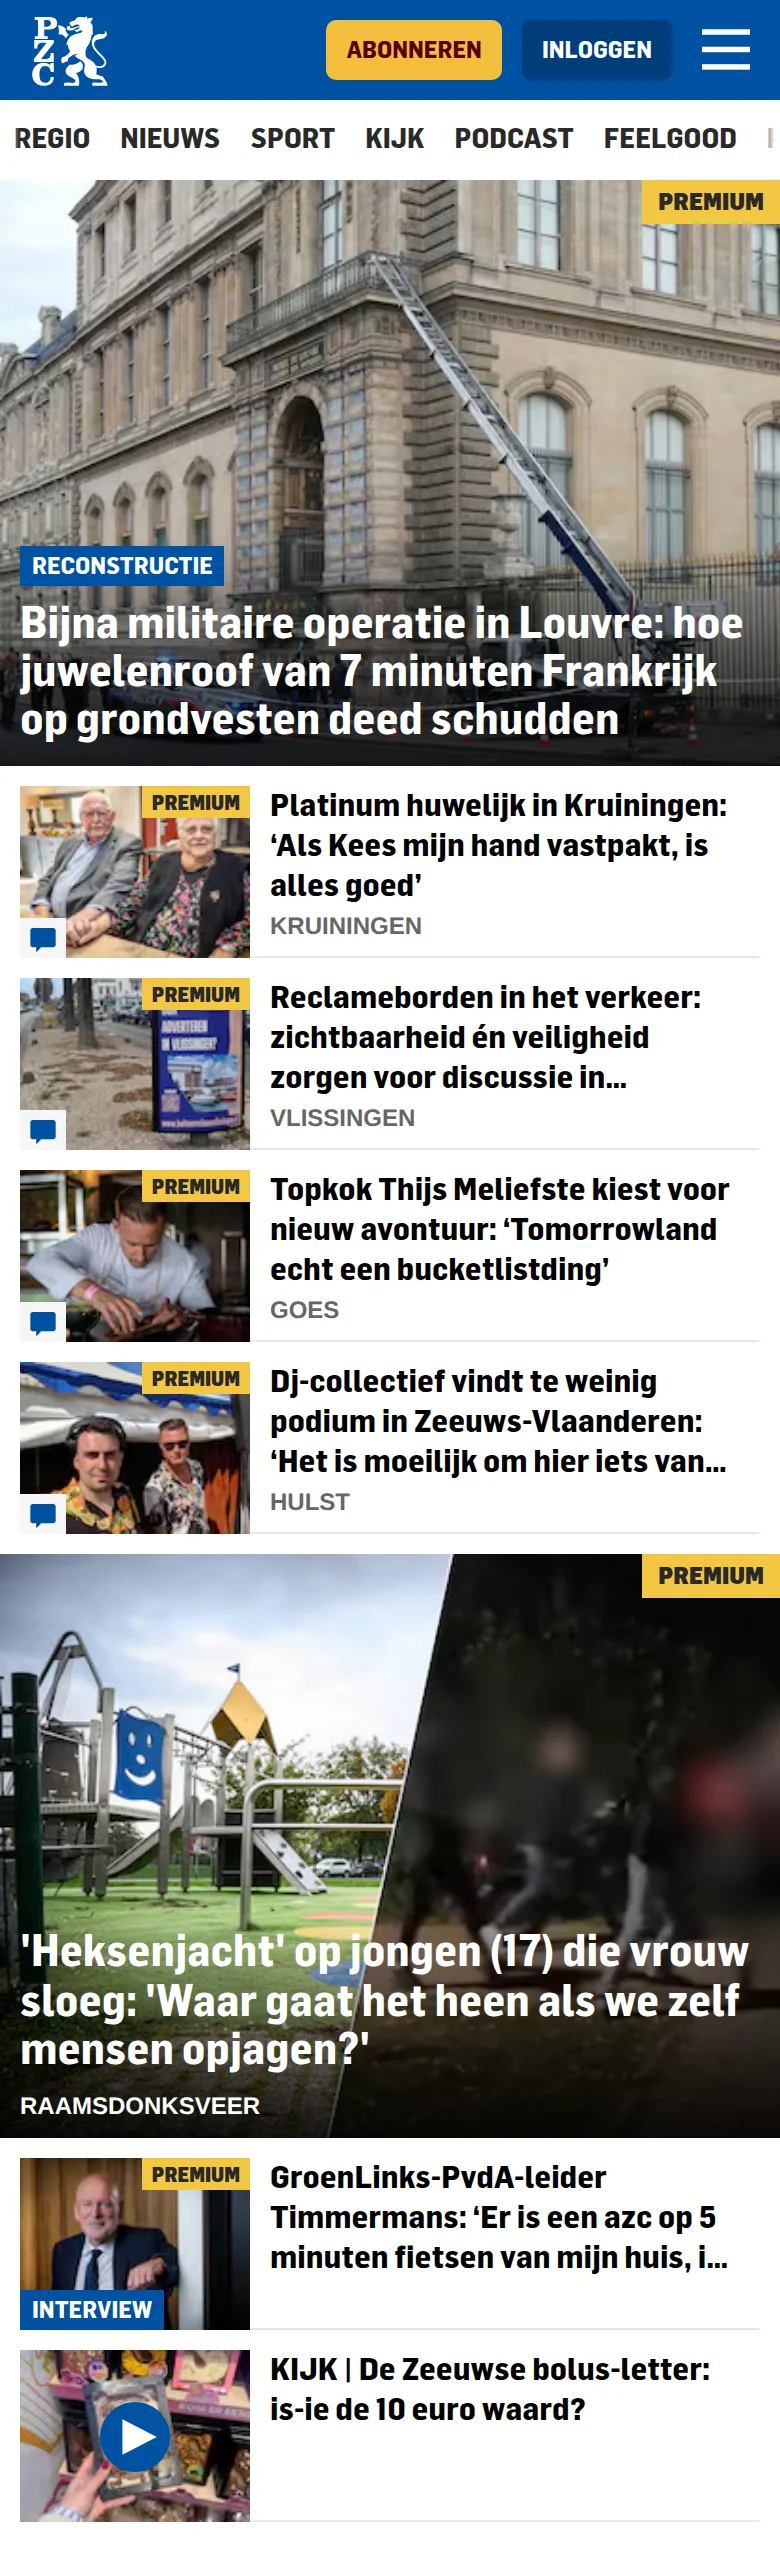 PZC
ABONNEREN
INLOGGEN
REGIO NIEUWS SPORT KIJK PODCAST FEELGOOD
PREMIUM
RECONSTRUCTIE
Bijna militaire operatie in Louvre: hoe
juwelenroof van 7 minuten Frankrijk
op grondvesten deed schudden
PREMIUM
Platinum huwelijk in Kruiningen:
‘Als Kees mijn hand vastpakt, is
alles goed’
KRUININGEN
PREMIUM
ADVERTEREN
IN VLISSINGEN?
Reclameborden in het verkeer:
zichtbaarheid én veiligheid
zorgen voor discussie in...
VLISSINGEN
PREMIUM
Topkok Thijs Meliefste kiest voor
nieuw avontuur: ‘Tomorrowland
echt een bucketlistding’
GOES
PREMIUM
Dj-collectief vindt te weinig
podium in Zeeuws-Vlaanderen:
‘Het is moeilijk om hier iets van...
HULST
PREMIUM
'Heksenjacht' op jongen (17) die vrouw
sloeg: 'Waar gaat het heen als we zelf
mensen opjagen?'
RAAMSDONKSVEER
PREMIUM
INTERVIEW
GroenLinks-PvdA-leider
Timmermans: ‘Er is een azc op 5
minuten fietsen van mijn huis, i...
KIJK | De Zeeuwse bolus-letter:
is-ie de 10 euro waard?